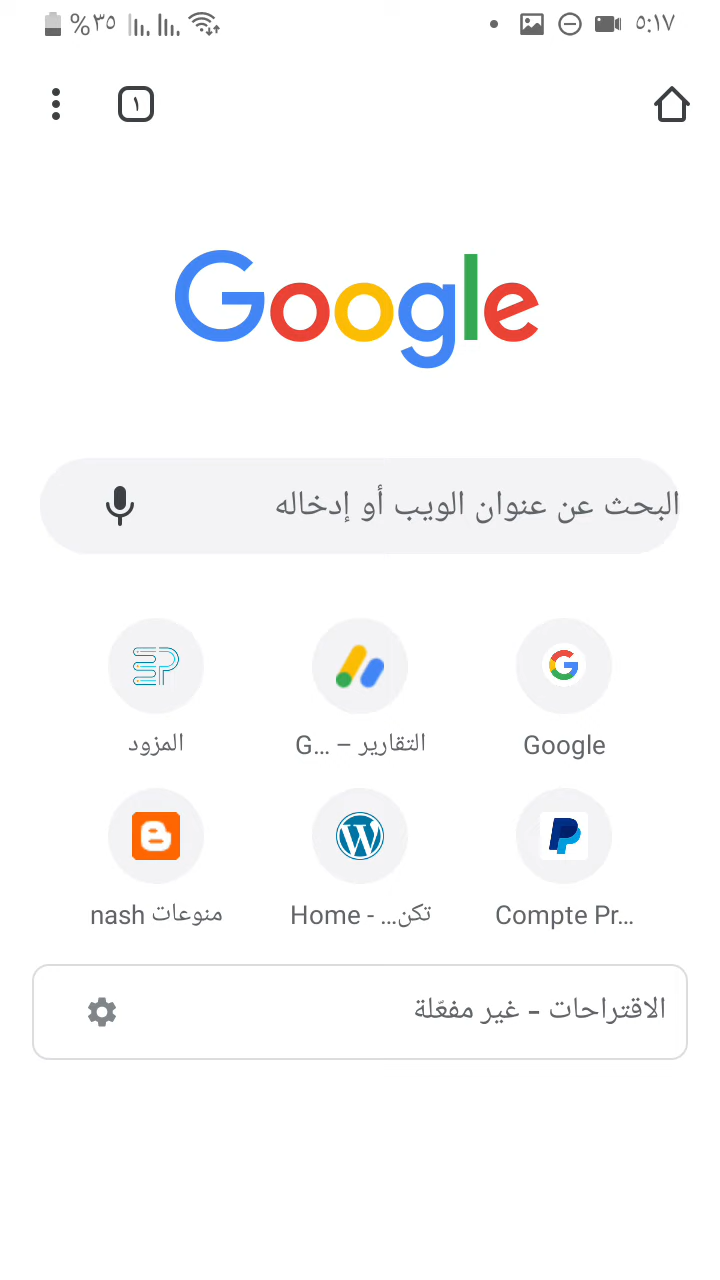 %٣٥ ٥:١٧
١
Google
البحث عن عنوان الويب أو إدخاله
Google
التقارير – G...
المزود
Compte Pr...
Home - ...تكن
منوعات nash
الاقتراحات - غير مفعّلة